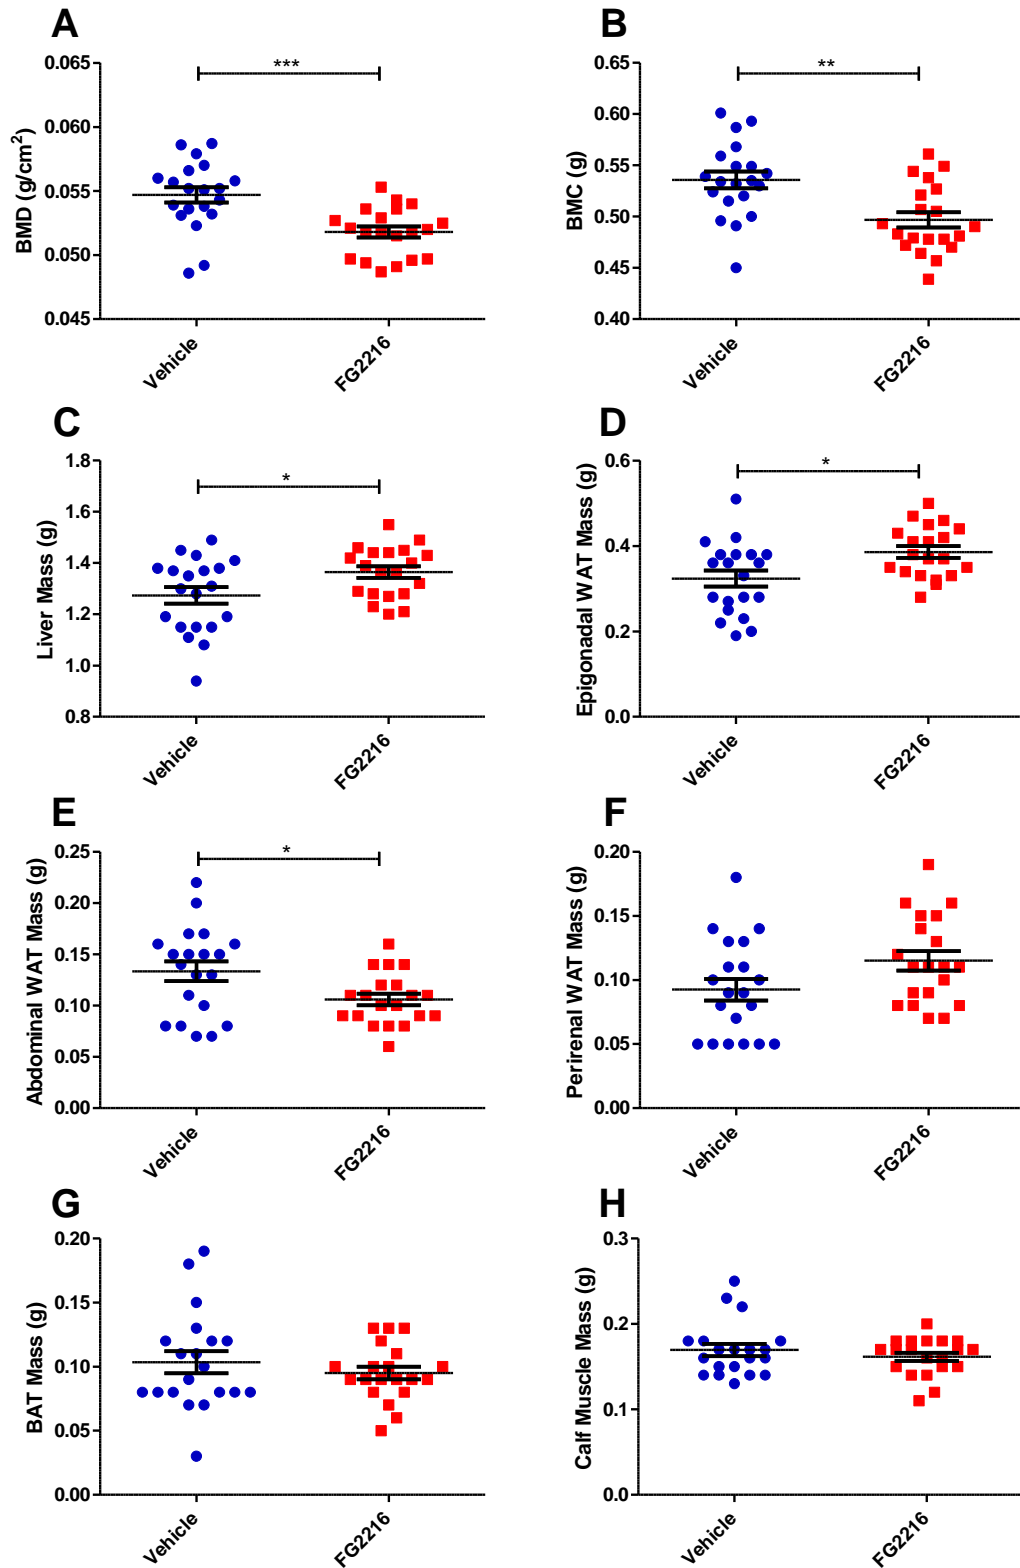 A
BMD (g/cm²)
0.065
0.060
0.055
0.050
0.045
***
Vehicle
FG2216
B
BMC (g)
0.65
0.60
0.55
0.50
0.45
0.40
**
Vehicle
FG2216
C
Liver Mass (g)
1.8
1.6
1.4
1.2
1.0
0.8
*
Vehicle
FG2216
D
Epigonadal WAT Mass (g)
0.6
0.4
0.2
0.0
*
Vehicle
FG2216
E
Abdominal WAT Mass (g)
0.25
0.20
0.15
0.10
0.05
0.00
*
Vehicle
FG2216
F
Perirenal WAT Mass (g)
0.20
0.15
0.10
0.05
0.00
Vehicle
FG2216
G
BAT Mass (g)
0.20
0.15
0.10
0.05
0.00
Vehicle
FG2216
H
Calf Muscle Mass (g)
0.3
0.2
0.1
0.0
Vehicle
FG2216